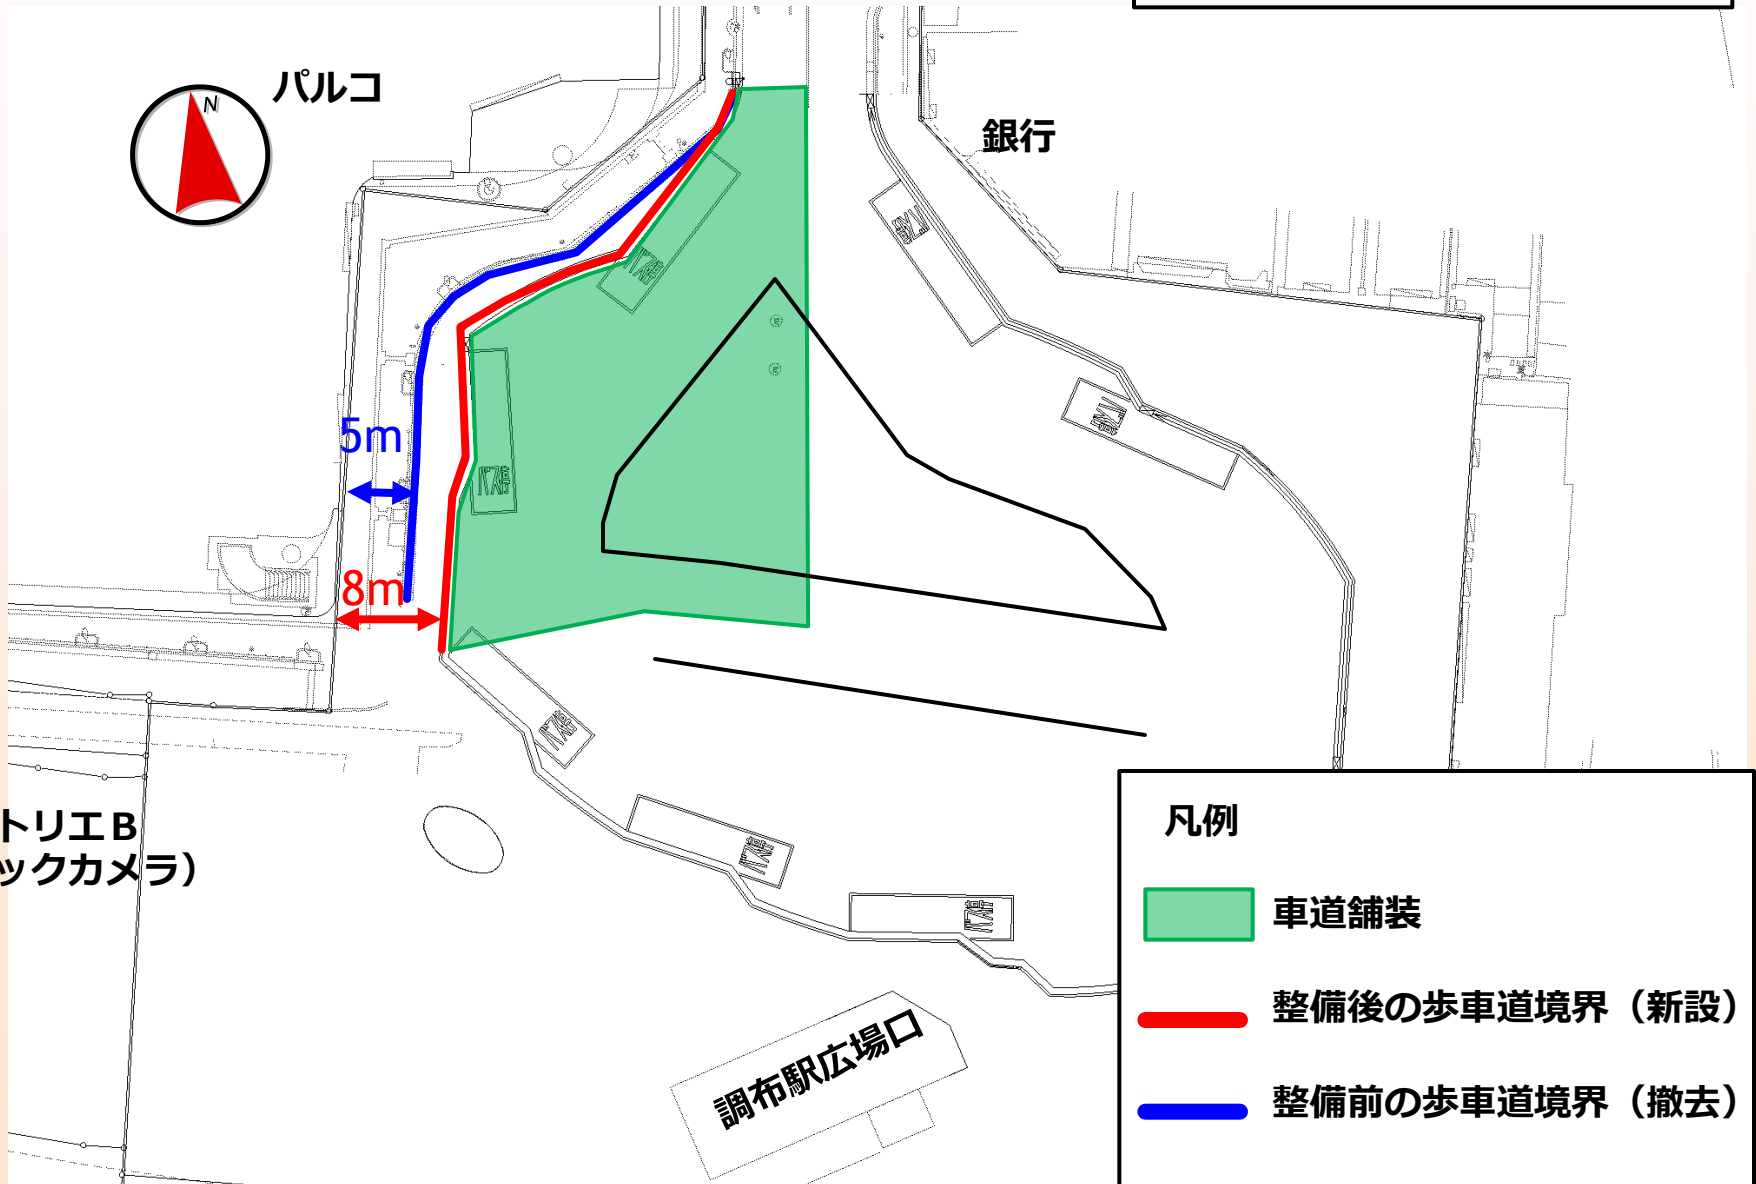 N
パルコ
銀行
バス停
バス停
バス停
バス停
5m
バス停
8m
バス停
バス停
バス停
トリエB
ックカメラ）
調布駅広場口
凡例
車道舗装
整備後の歩車道境界（新設）
整備前の歩車道境界（撤去）